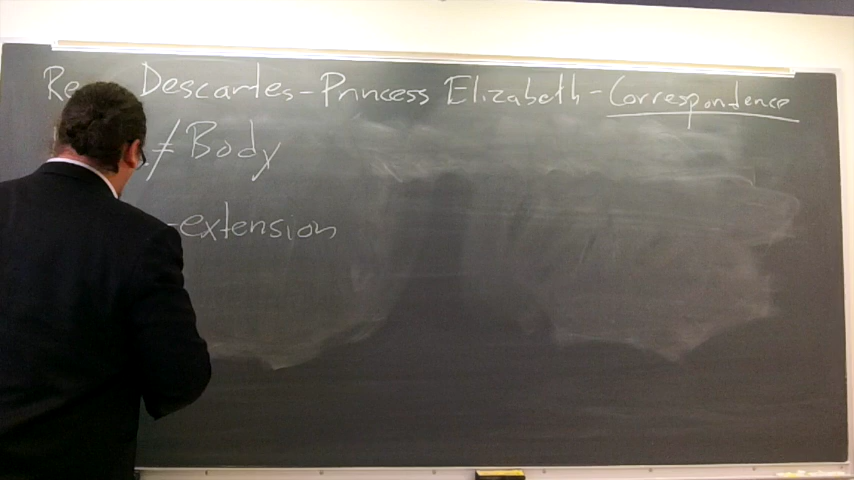 Re Descartes - Princess Elizabeth - Correspondence
≠ Body
-extension